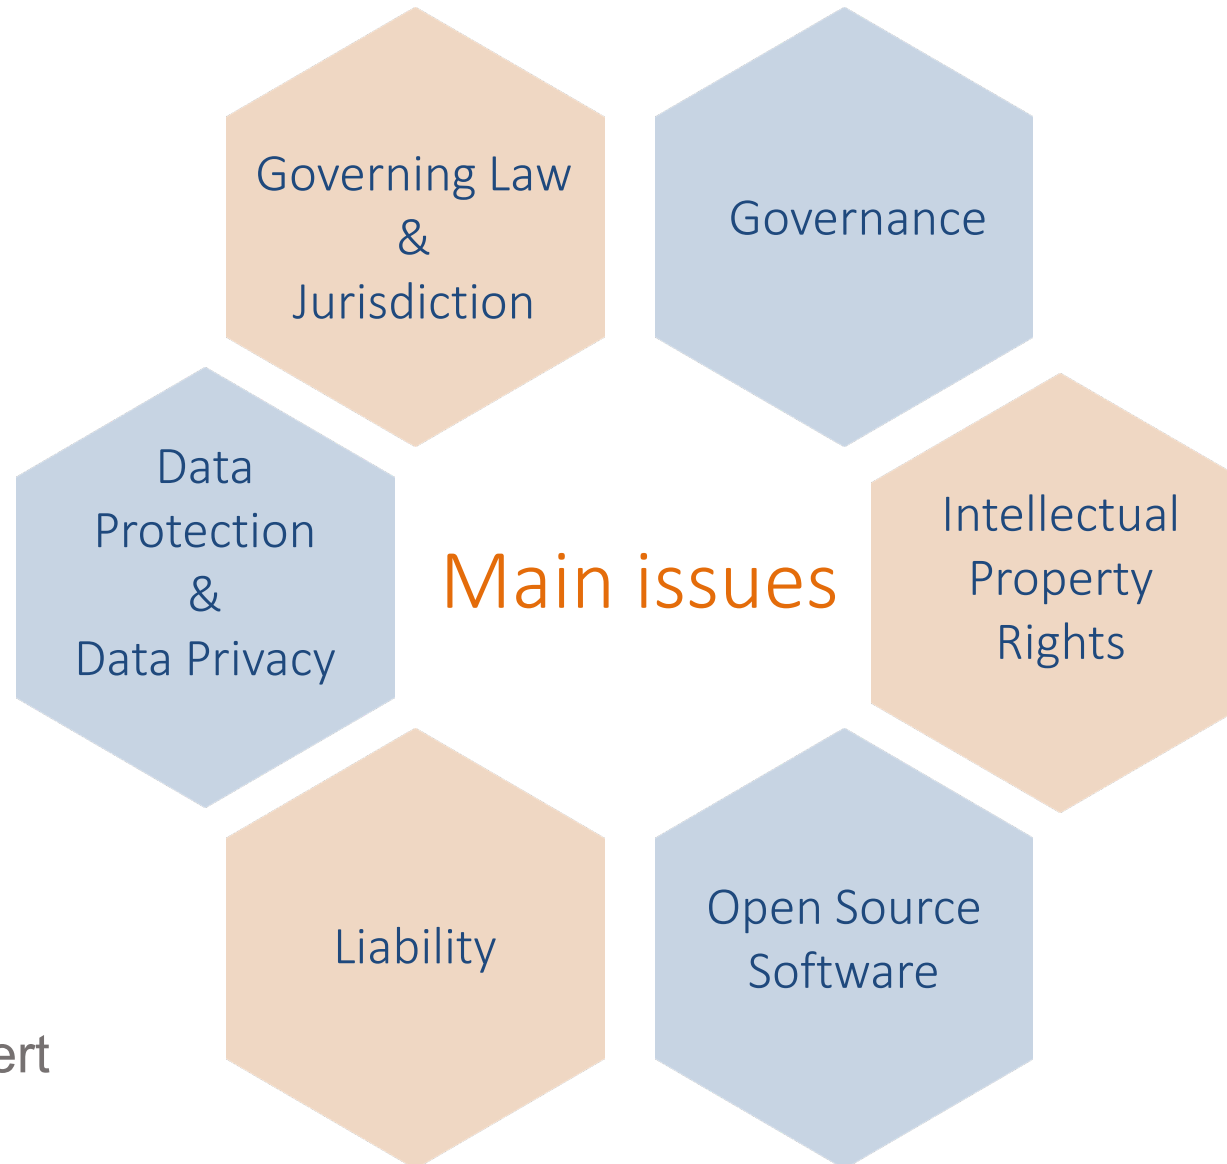 Governing Law
&
Jurisdiction
Governance
Data
Protection
&
Data Privacy
Main issues
Intellectual
Property
Rights
Liability
Open Source
Software
ert